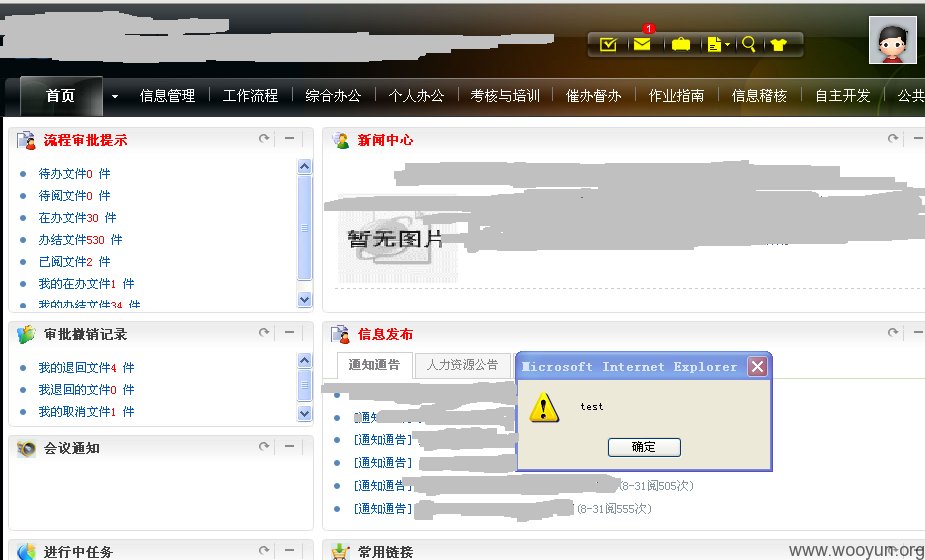 1
首页 信息管理 工作流程 综合办公 个人办公 考核与培训 催办督办 作业指南 信息稽核 自主开发 公共
流程审批提示
待办文件0 件
待阅文件0 件
在办文件30 件
办结文件530 件
已阅文件2 件
我的在办文件1 件
我的办结文件34 件
新闻中心
暂无图片
审批撤销记录
我的退回文件4 件
我退回的文件0 件
我的取消文件1 件
信息发布
通知通告 人力资源公告
[通知
[通知通告]
[通知通告]
[通知通告] (8-31阅505次)
[通知通告] (8-31阅555次)
Microsoft Internet Explorer
test
确定
会议通知
进行中任务
常用链接
www.wooyun.org